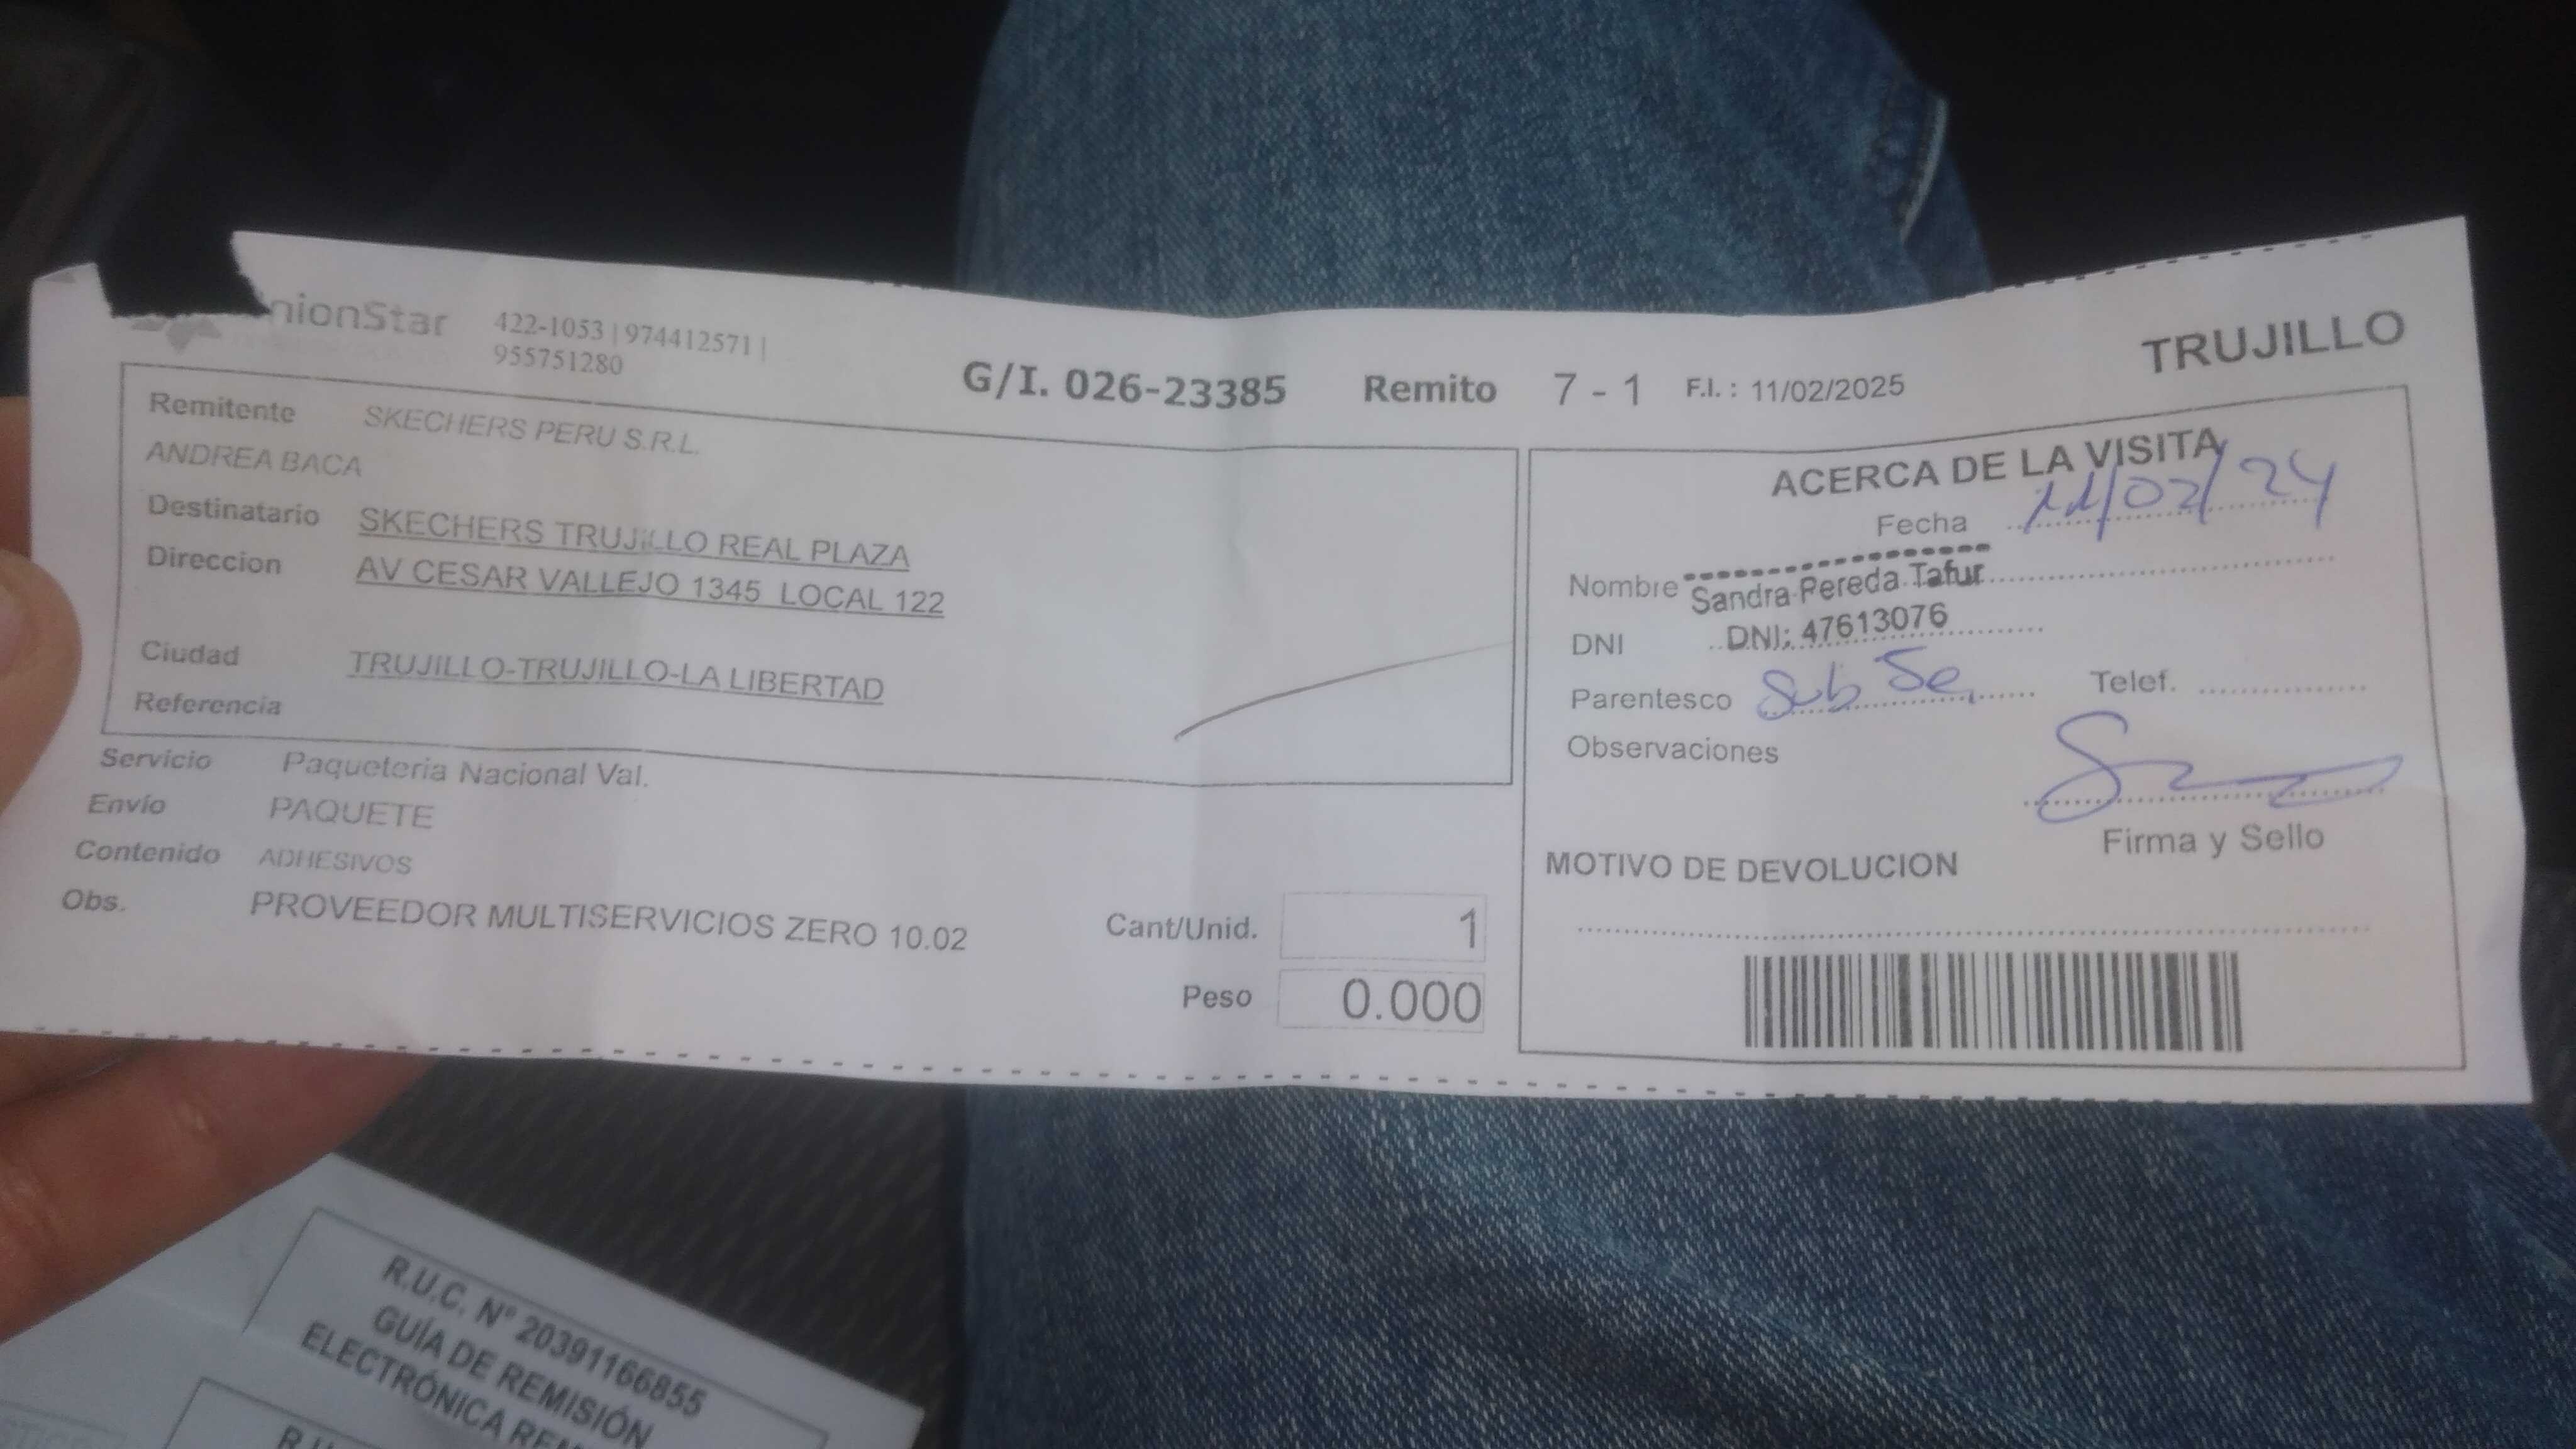 nionStar
422-1053 | 974412571 |
955751280
G/I. 026-23385 Remito 7 - 1 F.I. : 11/02/2025
TRUJILLO
Remitente SKECHERS PERU S.R.L.
ANDREA BACA
Destinatario SKECHERS TRUJILLO REAL PLAZA
Direccion AV CESAR VALLEJO 1345 LOCAL 122
Ciudad TRUJILLO-TRUJILLO-LA LIBERTAD
Referencia
Servicio Paqueteria Nacional Val.
Envío PAQUETE
Contenido ADHESIVOS
Obs. PROVEEDOR MULTISERVICIOS ZERO 10.02
Cant/Unid. 1
Peso 0.000
ACERCA DE LA VISITA
Fecha 11/02/24
Nombre Sandra Pereda Tafur
DNI DNI: 47613076
Parentesco Sub Je. Telef.
Observaciones
Firma y Sello
MOTIVO DE DEVOLUCION
R.U.C. Nº 20391166855
GUÍA DE REMISIÓN
ELECTRÓNICA REM